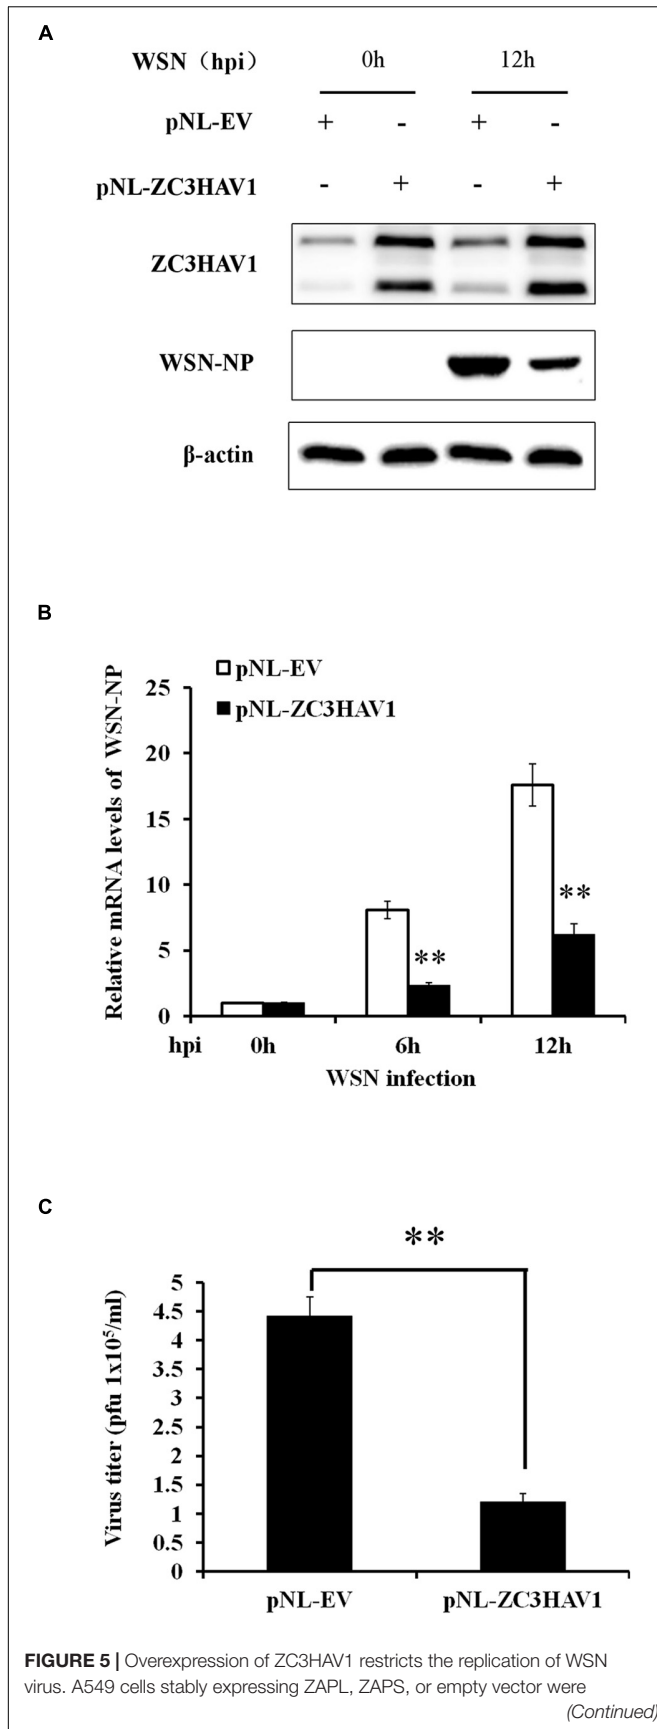 A
WSN（hpi） 0h 12h
pNL-EV + - + -
pNL-ZC3HAV1 - + - +
ZC3HAV1
WSN-NP
β-actin
B
Relative mRNA levels of WSN-NP
pNL-EV
pNL-ZC3HAV1
25
20
15
10
5
0
**
**
hpi 0h 6h 12h
WSN infection
C
**
Virus titer (pfu 1x10⁵/ml)
5
4.5
4
3.5
3
2.5
2
1.5
1
0.5
0
pNL-EV pNL-ZC3HAV1
FIGURE 5 | Overexpression of ZC3HAV1 restricts the replication of WSN
virus. A549 cells stably expressing ZAPL, ZAPS, or empty vector were
(Continued)